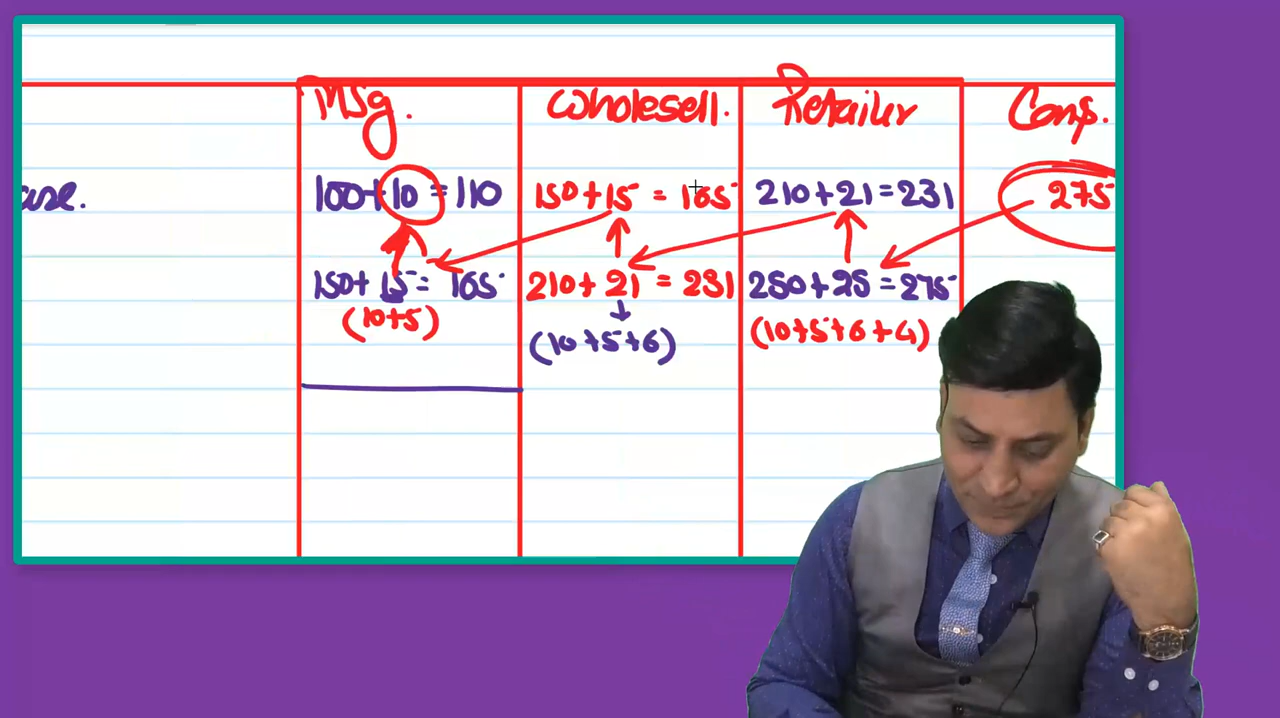 Mfg. Wholesell. Retailer Cons.
100+10=110 150+15=165 210+21=231 275
150+15=165 210+21=231 250+25=275
(10+5) (10+5+6) (10+5+6+4)